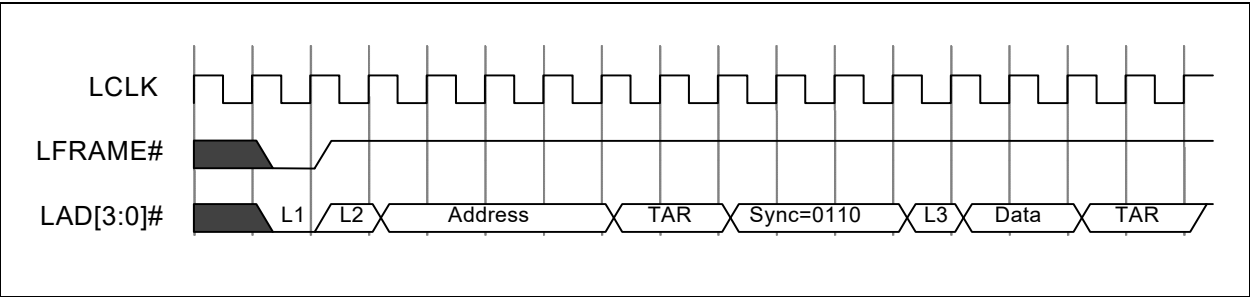 LCLK
LFRAME#
LAD[3:0]# L1 L2 Address TAR Sync=0110 L3 Data TAR